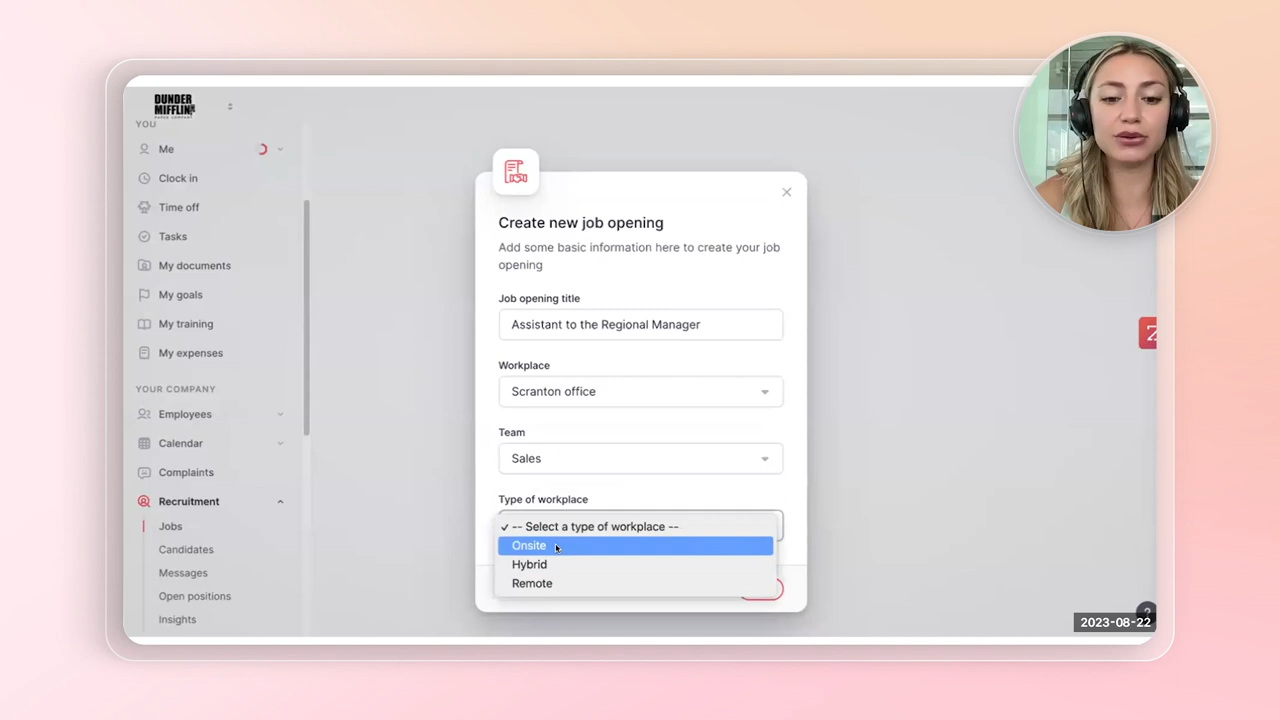 DUNDER
MIFFLIN
YOU
Me
Clock in
Time off
Tasks
My documents
My goals
My training
My expenses
YOUR COMPANY
Employees
Calendar
Complaints
Recruitment
Jobs
Candidates
Messages
Open positions
Insights
Create new job opening
Add some basic information here to create your job
opening
Job opening title
Assistant to the Regional Manager
Workplace
Scranton office
Team
Sales
Type of workplace
✓ -- Select a type of workplace --
Onsite
Hybrid
Remote
Z
?
2023-08-22